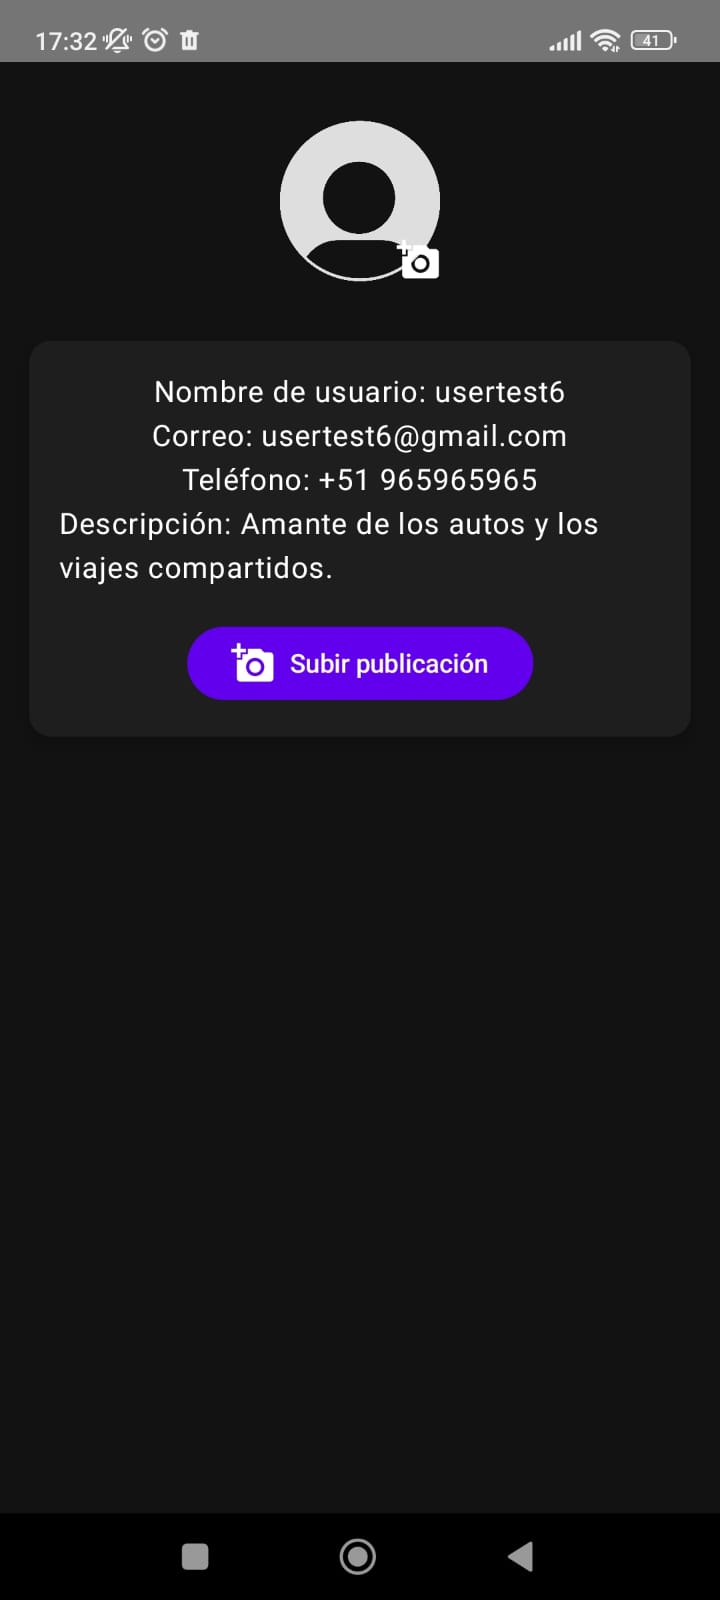 17:32
41
Nombre de usuario: usertest6
Correo: usertest6@gmail.com
Teléfono: +51 965965965
Descripción: Amante de los autos y los
viajes compartidos.
Subir publicación